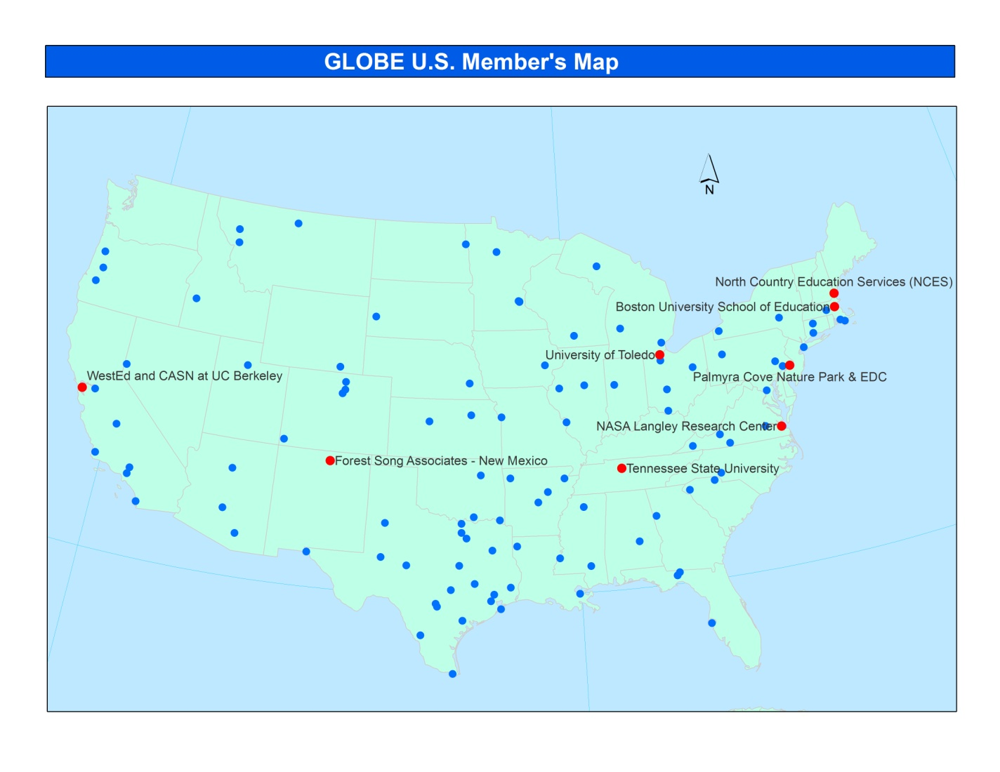 GLOBE U.S. Member's Map
N
North Country Education Services (NCES)
Boston University School of Education
University of Toledo
WestEd and CASN at UC Berkeley
Palmyra Cove Nature Park & EDC
NASA Langley Research Center
Forest Song Associates - New Mexico
Tennessee State University